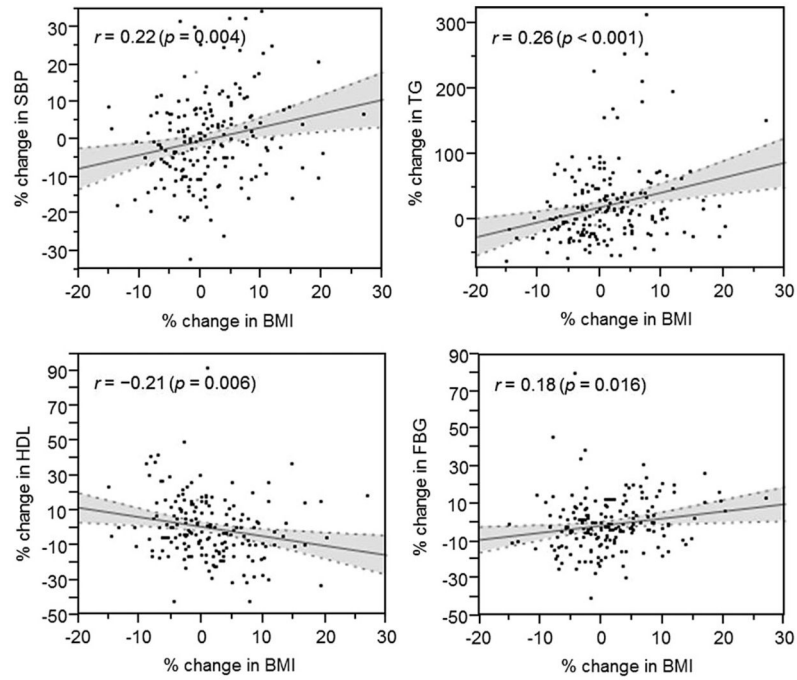 r = 0.22 (p = 0.004)
% change in SBP
30
20
10
0
-10
-20
-30
-20 -10 0 10 20 30
% change in BMI
r = 0.26 (p < 0.001)
% change in TG
300
200
100
0
-20 -10 0 10 20 30
% change in BMI
r = −0.21 (p = 0.006)
% change in HDL
90
70
50
30
10
-10
-30
-50
-20 -10 0 10 20 30
% change in BMI
r = 0.18 (p = 0.016)
% change in FBG
90
70
50
30
10
-10
-30
-50
-20 -10 0 10 20 30
% change in BMI